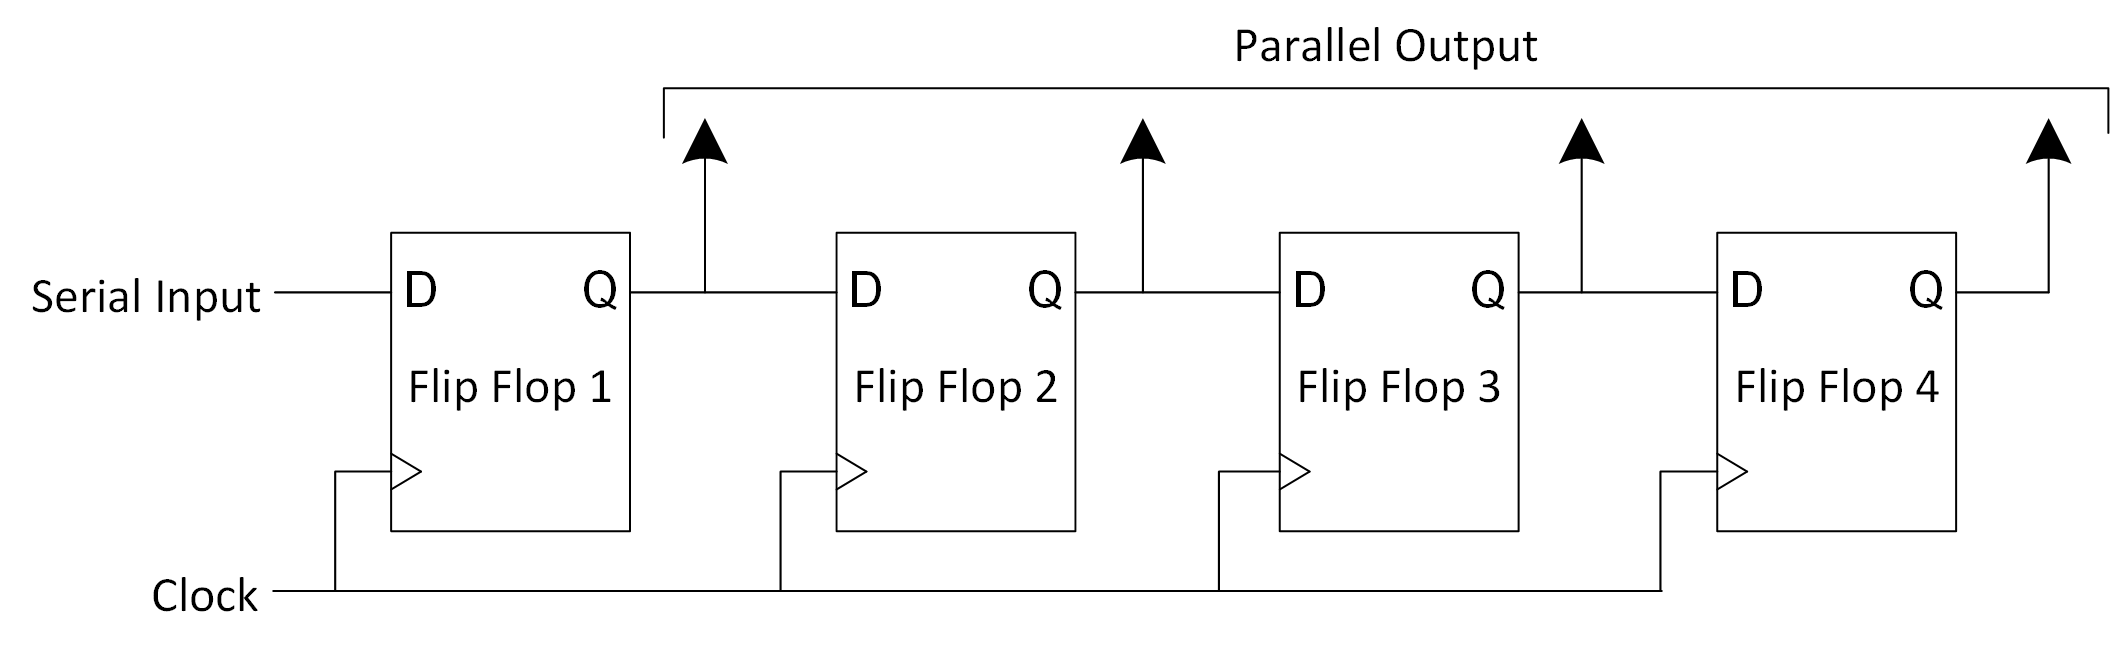 Parallel Output
Serial Input
D Q
D Q
D Q
D Q
Flip Flop 1
Flip Flop 2
Flip Flop 3
Flip Flop 4
Clock